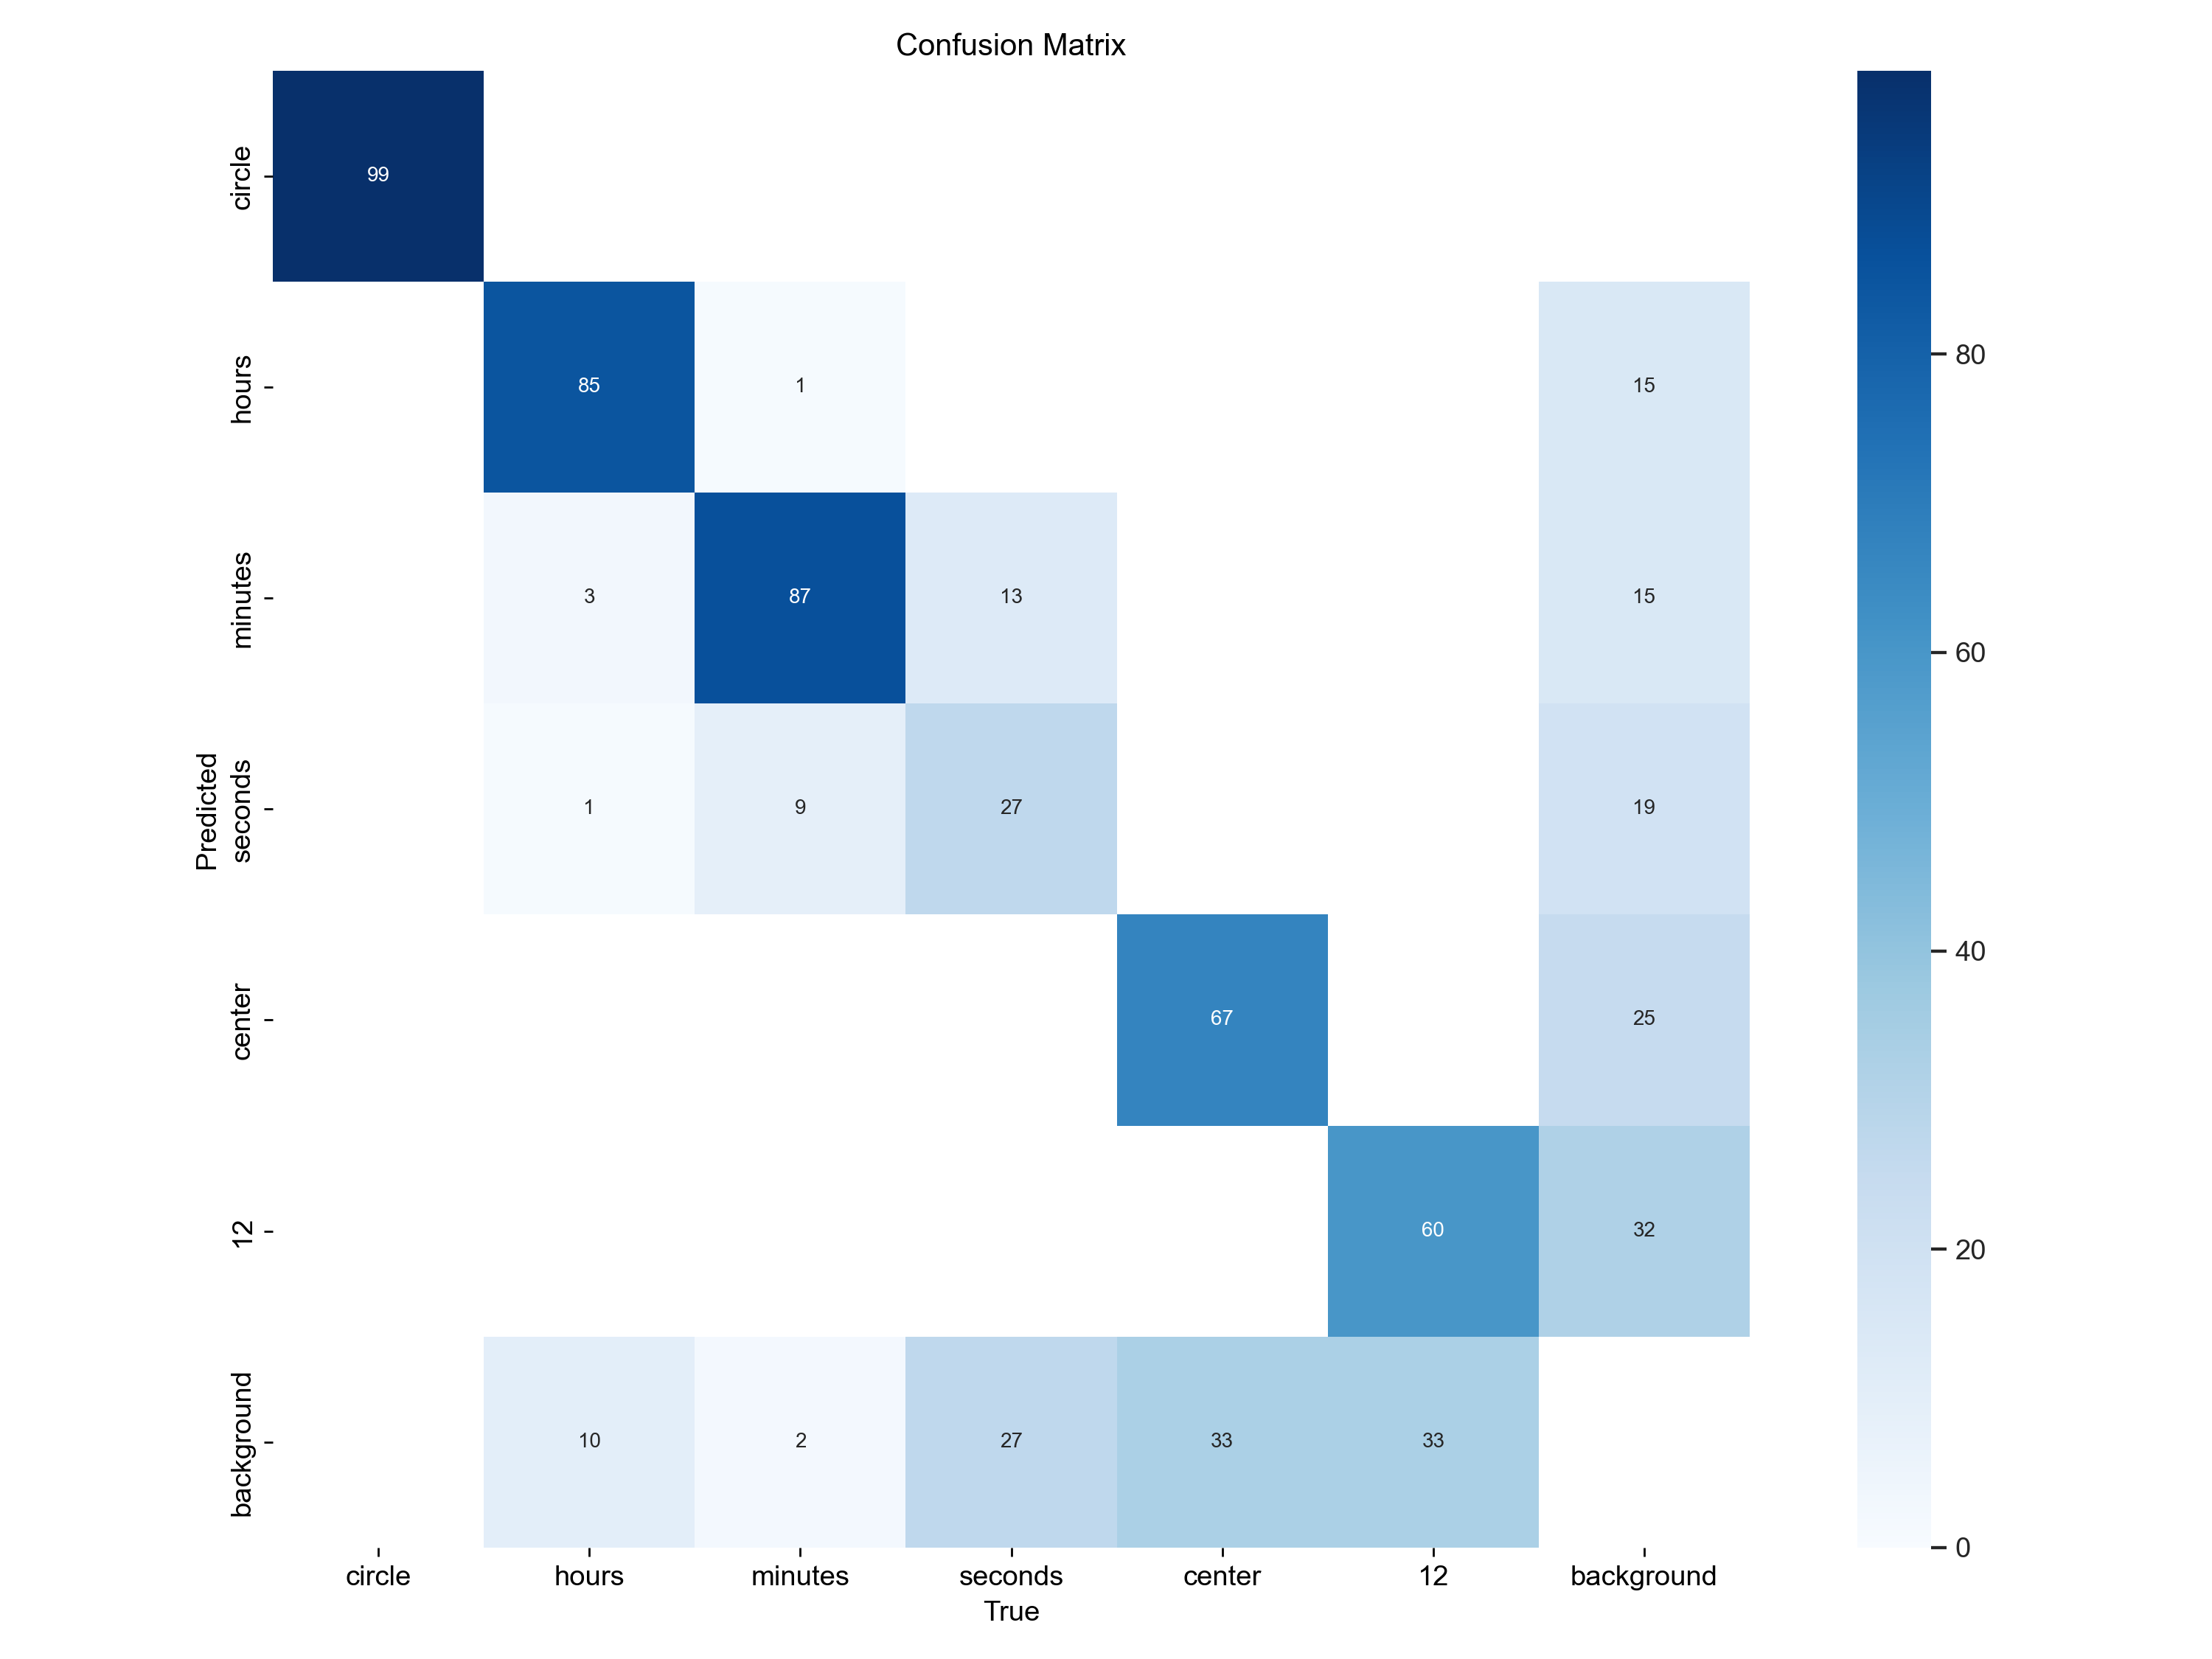 Confusion Matrix
circle
99
hours
85 1 15
80
minutes
3 87 13 15
60
Predicted
seconds
1 9 27 19
40
center
67 25
12
60 32
20
background
10 2 27 33 33
0
circle hours minutes seconds center 12 background
True